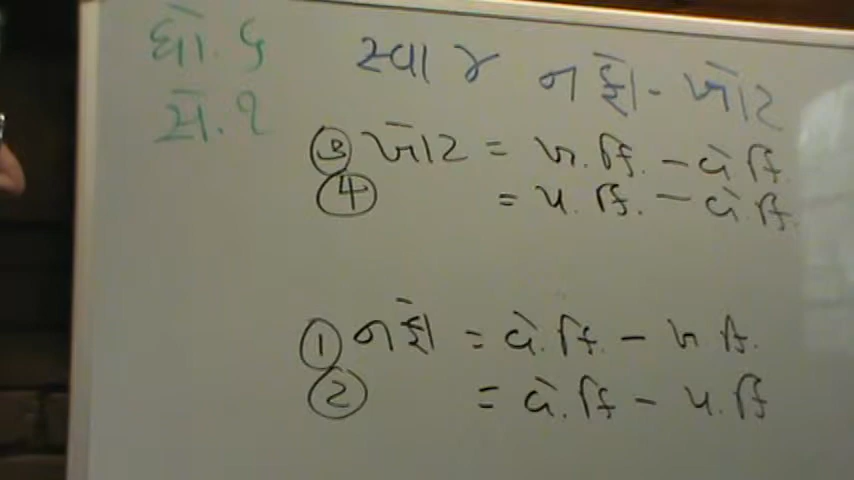 ધો. ૬
સ. ૧
સ્વા ૪
નફો - ખોટ
③ ખોટ = ખ. કિં. - વે. કિં.
④ = પ. કિં. - વે. કિં.
① નફો = વે. કિં. - ખ. કિં.
② = વે. કિં. - પ. કિં.